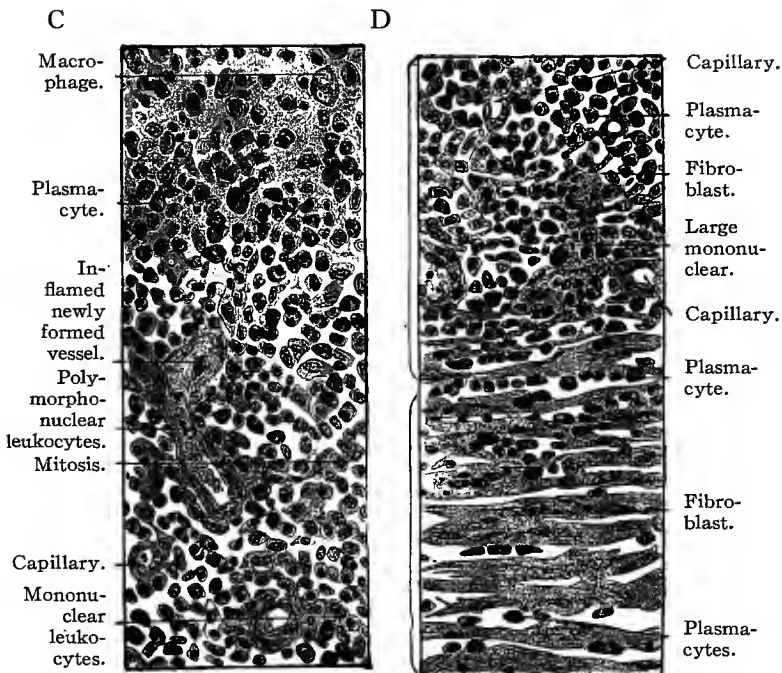 C
D
Macro-
phage.
Plasma-
cyte.
In-
flamed
newly
formed
vessel.
Poly-
morpho-
nuclear
leukocytes.
Mitosis.
Capillary.
Mononu-
clear
leuko-
cytes.
Capillary.
Plasma-
cyte.
Fibro-
blast.
Large
mononu-
clear.
Capillary.
Plasma-
cyte.
Fibro-
blast.
Plasma-
cytes.